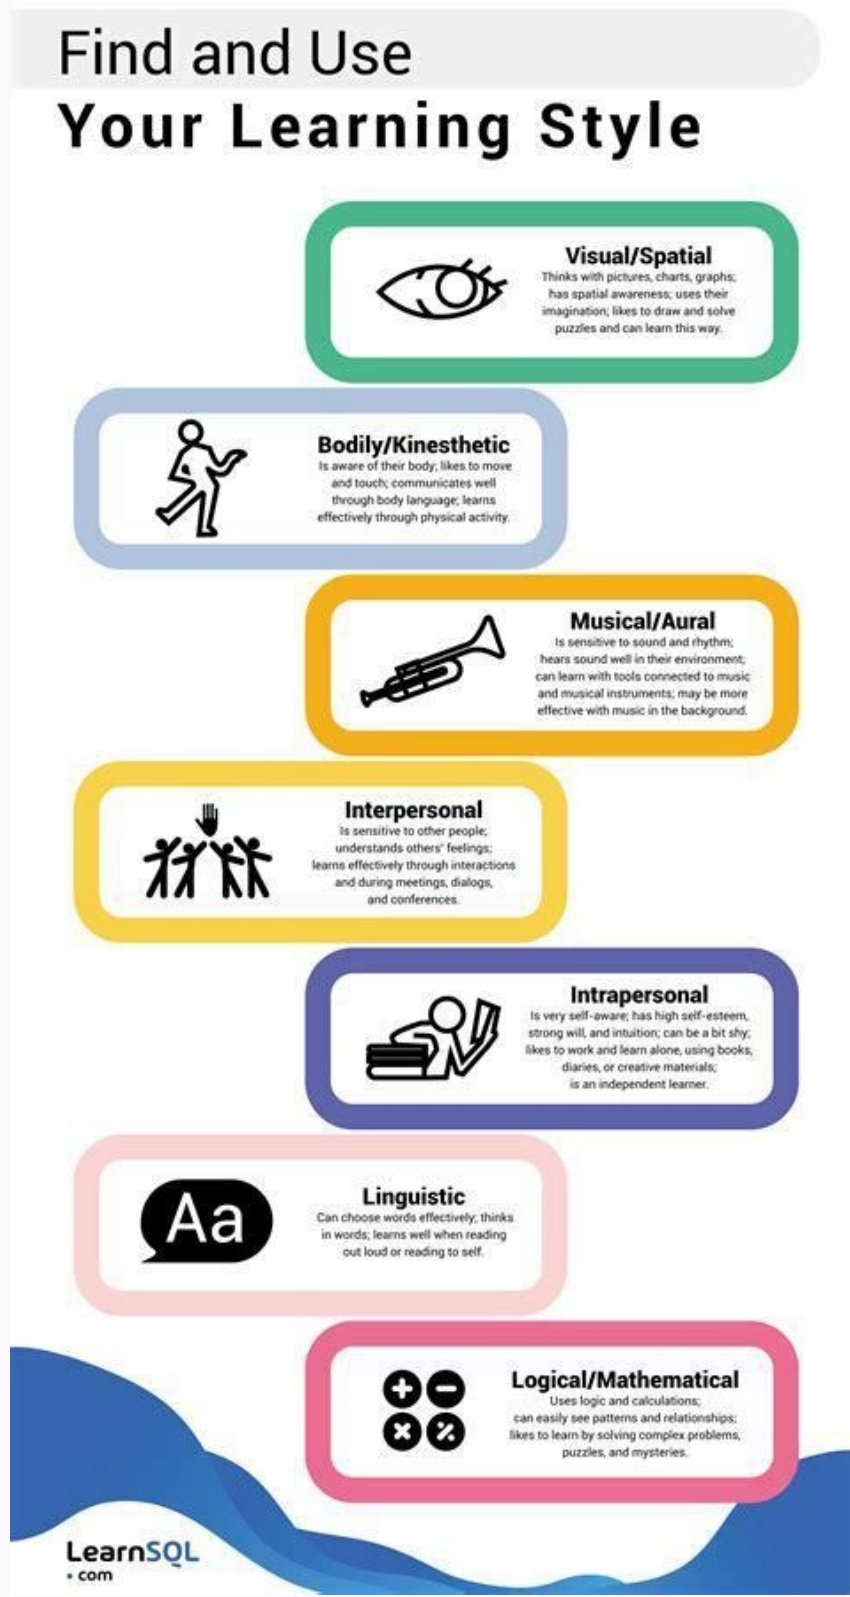 Find and Use
Your Learning Style
Visual/Spatial
Thinks with pictures, charts, graphs;
has spatial awareness; uses their
imagination; likes to draw and solve
puzzles and can learn this way.
Bodily/Kinesthetic
Is aware of their body; likes to move
and touch; communicates well
through body language; learns
effectively through physical activity.
Musical/Aural
Is sensitive to sound and rhythm;
hears sound well in their environment;
can learn with tools connected to music
and musical instruments; may be more
effective with music in the background.
Interpersonal
Is sensitive to other people;
understands others' feelings;
learns effectively through interactions
and during meetings, dialogs,
and conferences.
Intrapersonal
Is very self-aware; has high self-esteem,
strong will, and intuition; can be a bit shy;
likes to work and learn alone, using books,
diaries, or creative materials;
is an independent learner.
Aa
Linguistic
Can choose words effectively; thinks
in words; learns well when reading
out loud or reading to self.
Logical/Mathematical
Uses logic and calculations;
can easily see patterns and relationships;
likes to learn by solving complex problems,
puzzles, and mysteries.
LearnSQL
• com